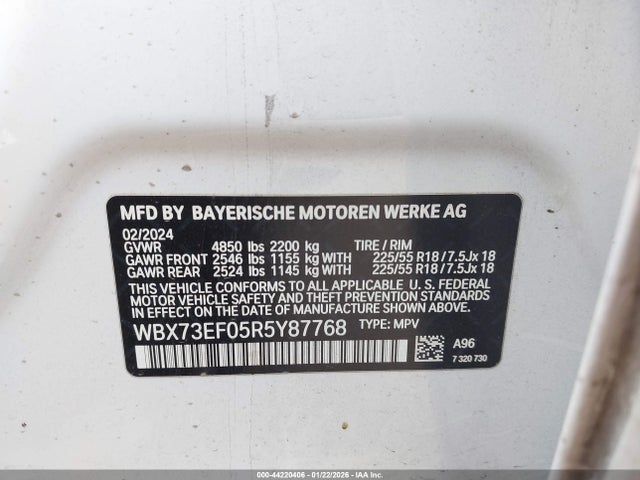 MFD BY BAYERISCHE MOTOREN WERKE AG
02/2024
GVWR 4850 lbs 2200 kg TIRE / RIM
GAWR FRONT 2546 lbs 1155 kg WITH 225/55 R18 / 7.5Jx 18
GAWR REAR 2524 lbs 1145 kg WITH 225/55 R18 / 7.5Jx 18
THIS VEHICLE CONFORMS TO ALL APPLICABLE U. S. FEDERAL
MOTOR VEHICLE SAFETY, BUMPER, AND
THEFT PREVENTION STANDARDS IN EFFECT ON
THE DATE OF MANUFACTURE SHOWN ABOVE.
WBX73EF05R5Y87768 TYPE: MPV
A96
7 320 730
000-44220406 - 01/22/2026 - COPYRIGHT IAA, LLC.